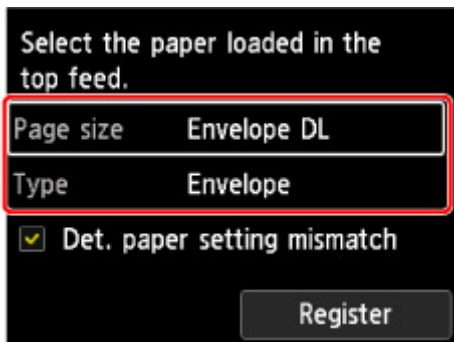 Select the paper loaded in the
top feed.
Page size Envelope DL
Type Envelope
Det. paper setting mismatch
Register